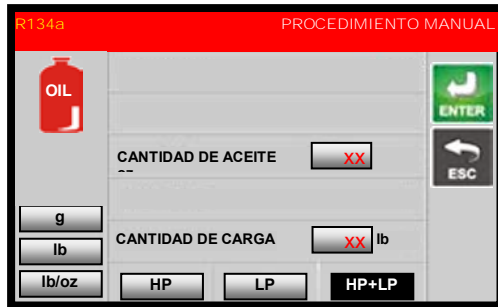 R134a PROCEDIMIENTO MANUAL
OIL
ENTER
CANTIDAD DE ACEITE XX
ESC
g
lb
CANTIDAD DE CARGA XX lb
lb/oz HP LP HP+LP